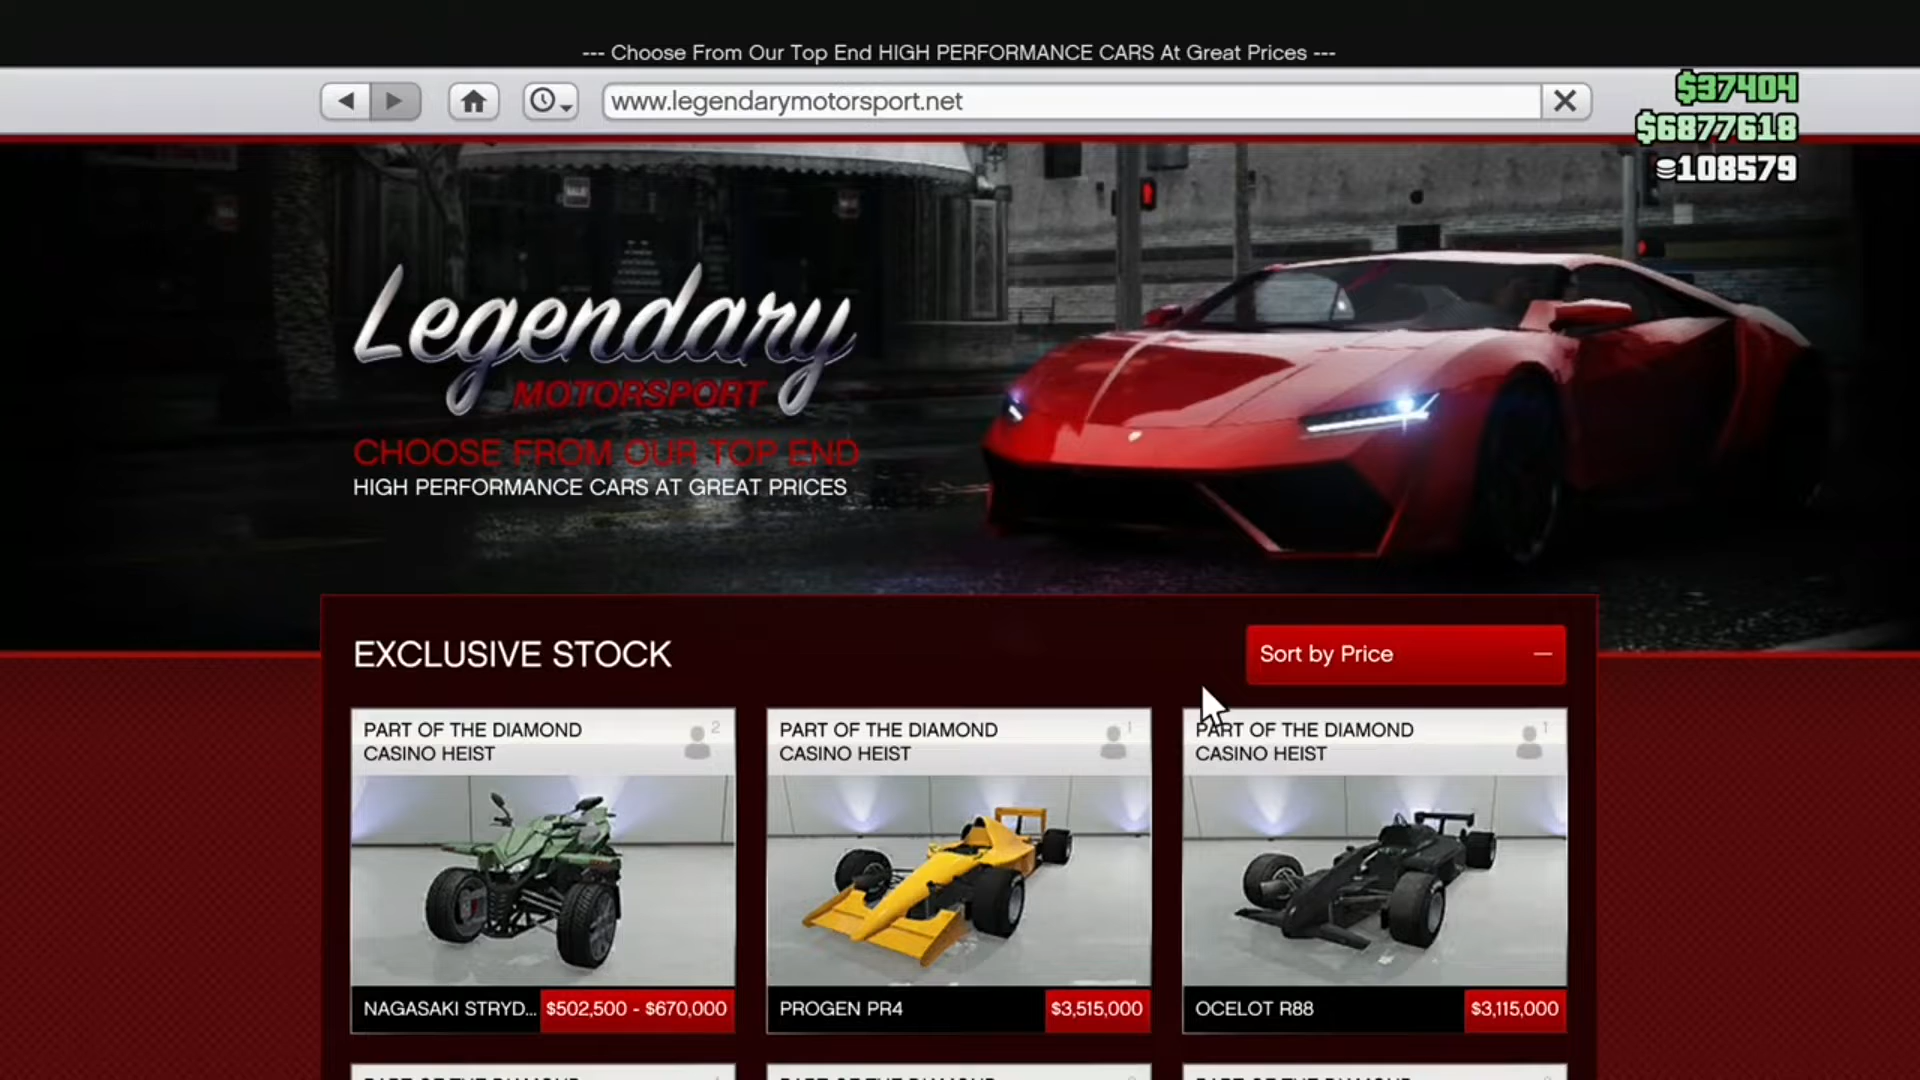 --- Choose From Our Top End HIGH PERFORMANCE CARS At Great Prices ---
www.legendarymotorsport.net
$37404
$6877618
108579
Legendary
MOTORSPORT
CHOOSE FROM OUR TOP END
HIGH PERFORMANCE CARS AT GREAT PRICES
EXCLUSIVE STOCK
Sort by Price
PART OF THE DIAMOND
CASINO HEIST
2
PART OF THE DIAMOND
CASINO HEIST
1
PART OF THE DIAMOND
CASINO HEIST
1
NAGASAKI STRYD...
$502,500 - $670,000
PROGEN PR4
$3,515,000
OCELOT R88
$3,115,000